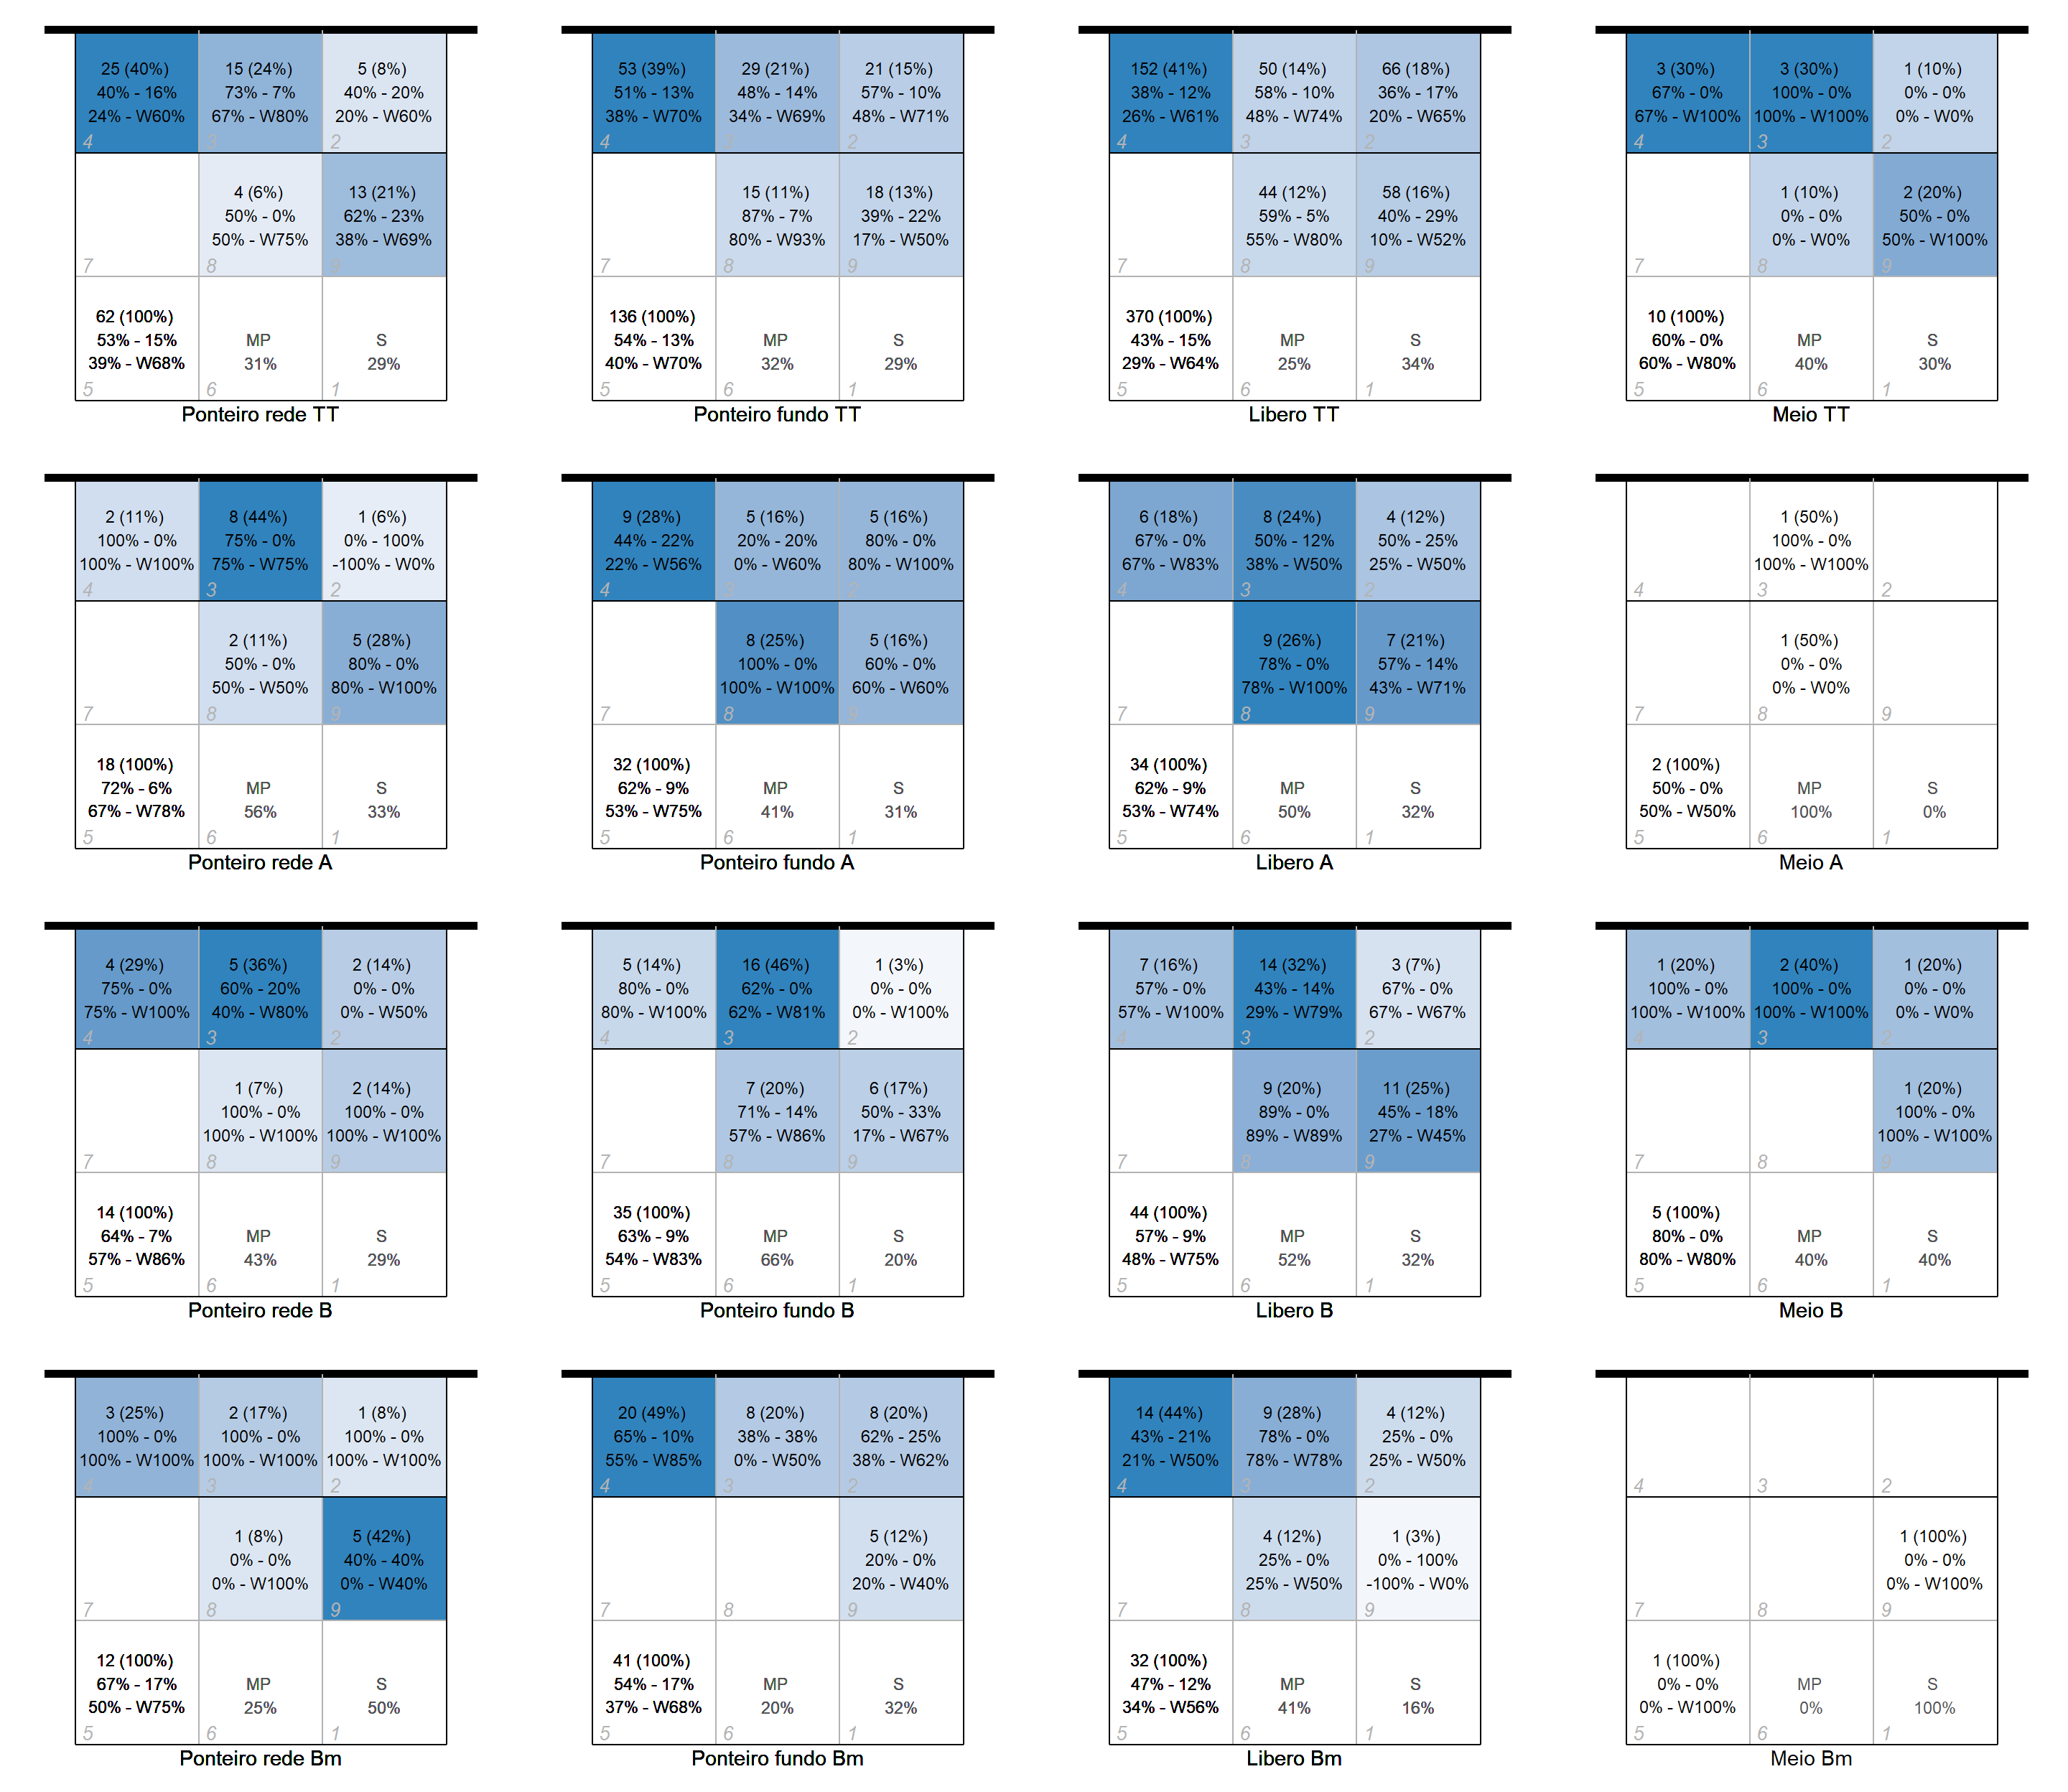 25 (40%)
40% - 16%
24% - W60%
4
15 (24%)
73% - 7%
67% - W80%
3
5 (8%)
40% - 20%
20% - W60%
2
7
4 (6%)
50% - 0%
50% - W75%
8
13 (21%)
62% - 23%
38% - W69%
9
62 (100%)
53% - 15%
39% - W68%
5
MP
31%
6
S
29%
1
Ponteiro rede TT
53 (39%)
51% - 13%
38% - W70%
4
29 (21%)
48% - 14%
34% - W69%
3
21 (15%)
57% - 10%
48% - W71%
2
7
15 (11%)
87% - 7%
80% - W93%
8
18 (13%)
39% - 22%
17% - W50%
9
136 (100%)
54% - 13%
40% - W70%
5
MP
32%
6
S
29%
1
Ponteiro fundo TT
152 (41%)
38% - 12%
26% - W61%
4
50 (14%)
58% - 10%
48% - W74%
3
66 (18%)
36% - 17%
20% - W65%
2
7
44 (12%)
59% - 5%
55% - W80%
8
58 (16%)
40% - 29%
10% - W52%
9
370 (100%)
43% - 15%
29% - W64%
5
MP
25%
6
S
34%
1
Libero TT
3 (30%)
67% - 0%
67% - W100%
4
3 (30%)
100% - 0%
100% - W100%
3
1 (10%)
0% - 0%
0% - W0%
2
7
1 (10%)
0% - 0%
0% - W0%
8
2 (20%)
50% - 0%
50% - W100%
9
10 (100%)
60% - 0%
60% - W80%
5
MP
40%
6
S
30%
1
Meio TT
2 (11%)
100% - 0%
100% - W100%
4
8 (44%)
75% - 0%
75% - W75%
3
1 (6%)
0% - 100%
-100% - W0%
2
7
2 (11%)
50% - 0%
50% - W50%
8
5 (28%)
80% - 0%
80% - W100%
9
18 (100%)
72% - 6%
67% - W78%
5
MP
56%
6
S
33%
1
Ponteiro rede A
9 (28%)
44% - 22%
22% - W56%
4
5 (16%)
20% - 20%
0% - W60%
3
5 (16%)
80% - 0%
80% - W100%
2
7
8 (25%)
100% - 0%
100% - W100%
8
5 (16%)
60% - 0%
60% - W60%
9
32 (100%)
62% - 9%
53% - W75%
5
MP
41%
6
S
31%
1
Ponteiro fundo A
6 (18%)
67% - 0%
67% - W83%
4
8 (24%)
50% - 12%
38% - W50%
3
4 (12%)
50% - 25%
25% - W50%
2
7
9 (26%)
78% - 0%
78% - W100%
8
7 (21%)
57% - 14%
43% - W71%
9
34 (100%)
62% - 9%
53% - W74%
5
MP
50%
6
S
32%
1
Libero A
4
1 (50%)
100% - 0%
100% - W100%
3
2
7
1 (50%)
0% - 0%
0% - W0%
8
9
2 (100%)
50% - 0%
50% - W50%
5
MP
100%
6
S
0%
1
Meio A
4 (29%)
75% - 0%
75% - W100%
4
5 (36%)
60% - 20%
40% - W80%
3
2 (14%)
0% - 0%
0% - W50%
2
7
1 (7%)
100% - 0%
100% - W100%
8
2 (14%)
100% - 0%
100% - W100%
9
14 (100%)
64% - 7%
57% - W86%
5
MP
43%
6
S
29%
1
Ponteiro rede B
5 (14%)
80% - 0%
80% - W100%
4
16 (46%)
62% - 0%
62% - W81%
3
1 (3%)
0% - 0%
0% - W100%
2
7
7 (20%)
71% - 14%
57% - W86%
8
6 (17%)
50% - 33%
17% - W67%
9
35 (100%)
63% - 9%
54% - W83%
5
MP
66%
6
S
20%
1
Ponteiro fundo B
7 (16%)
57% - 0%
57% - W100%
4
14 (32%)
43% - 14%
29% - W79%
3
3 (7%)
67% - 0%
67% - W67%
2
7
9 (20%)
89% - 0%
89% - W89%
8
11 (25%)
45% - 18%
27% - W45%
9
44 (100%)
57% - 9%
48% - W75%
5
MP
52%
6
S
32%
1
Libero B
1 (20%)
100% - 0%
100% - W100%
4
2 (40%)
100% - 0%
100% - W100%
3
1 (20%)
0% - 0%
0% - W0%
2
7
8
1 (20%)
100% - 0%
100% - W100%
9
5 (100%)
80% - 0%
80% - W80%
5
MP
40%
6
S
40%
1
Meio B
3 (25%)
100% - 0%
100% - W100%
4
2 (17%)
100% - 0%
100% - W100%
3
1 (8%)
100% - 0%
100% - W100%
2
7
1 (8%)
0% - 0%
0% - W100%
8
5 (42%)
40% - 40%
0% - W40%
9
12 (100%)
67% - 17%
50% - W75%
5
MP
25%
6
S
50%
1
Ponteiro rede Bm
20 (49%)
65% - 10%
55% - W85%
4
8 (20%)
38% - 38%
0% - W50%
3
8 (20%)
62% - 25%
38% - W62%
2
7
8
5 (12%)
20% - 0%
20% - W40%
9
41 (100%)
54% - 17%
37% - W68%
5
MP
20%
6
S
32%
1
Ponteiro fundo Bm
14 (44%)
43% - 21%
21% - W50%
4
9 (28%)
78% - 0%
78% - W78%
3
4 (12%)
25% - 0%
25% - W50%
2
7
4 (12%)
25% - 0%
25% - W50%
8
1 (3%)
0% - 100%
-100% - W0%
9
32 (100%)
47% - 12%
34% - W56%
5
MP
41%
6
S
16%
1
Libero Bm
4
3
2
7
8
1 (100%)
0% - 0%
0% - W100%
9
1 (100%)
0% - 0%
0% - W100%
5
MP
0%
6
S
100%
1
Meio Bm